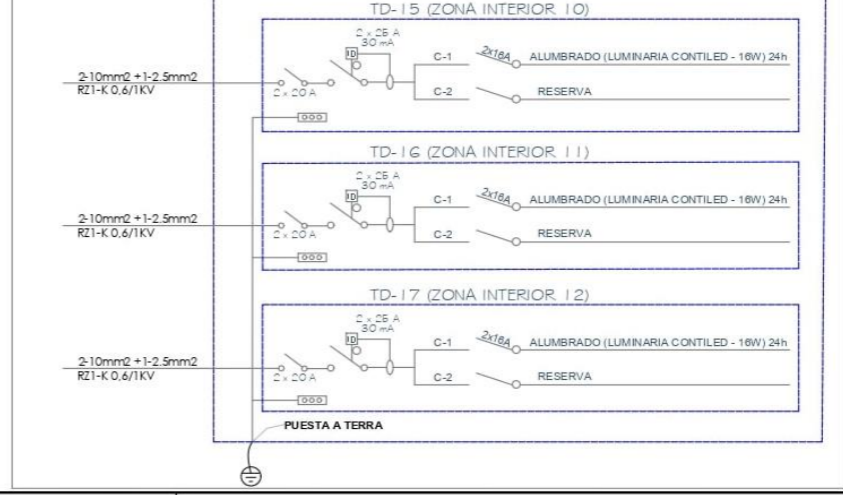 TD-15 (ZONA INTERIOR 10)
2 x 25 A
30 mA
ID
C-1
2x16A
ALUMBRADO (LUMINARIA CONTILED - 16W) 24h
2-10mm2 +1-2.5mm2
RZ1-K 0,6/1KV
2 x 20 A
C-2
RESERVA
TD-16 (ZONA INTERIOR 11)
2 x 25 A
30 mA
ID
C-1
2x16A
ALUMBRADO (LUMINARIA CONTILED - 16W) 24h
2-10mm2 +1-2.5mm2
RZ1-K 0,6/1KV
2 x 20 A
C-2
RESERVA
TD-17 (ZONA INTERIOR 12)
2 x 25 A
30 mA
ID
C-1
2x16A
ALUMBRADO (LUMINARIA CONTILED - 16W) 24h
2-10mm2 +1-2.5mm2
RZ1-K 0,6/1KV
2 x 20 A
C-2
RESERVA
PUESTA A TERRA